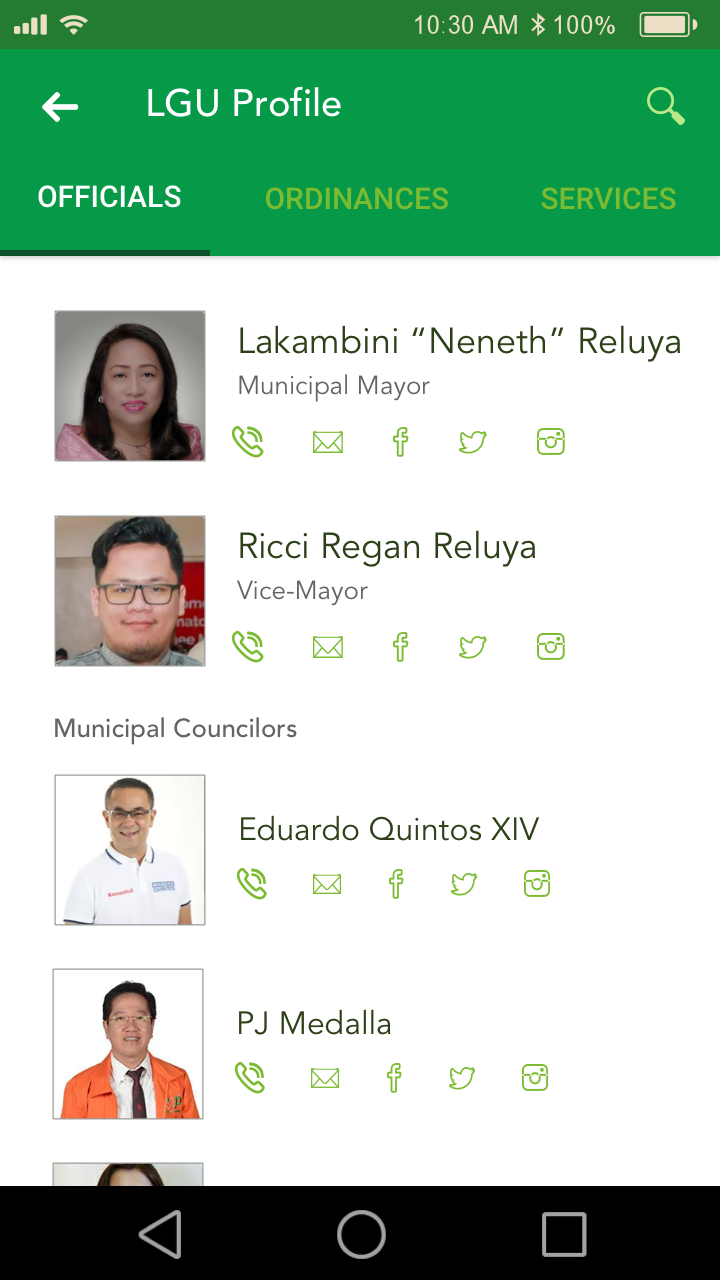 10:30 AM 100%
LGU Profile
OFFICIALS ORDINANCES SERVICES
Lakambini “Neneth” Reluya
Municipal Mayor
Ricci Regan Reluya
Vice-Mayor
Municipal Councilors
Eduardo Quintos XIV
PJ Medalla